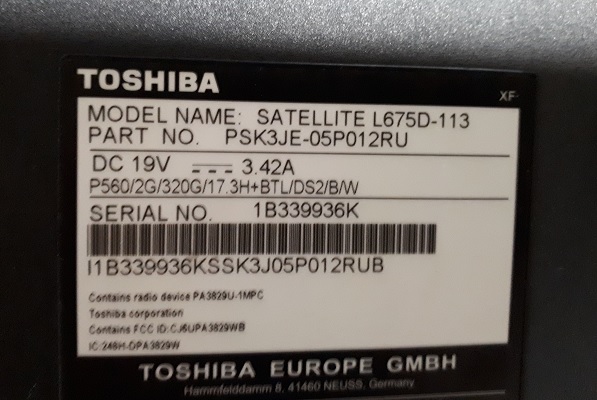 TOSHIBA
XF-
MODEL NAME: SATELLITE L675D-113
PART NO. PSK3JE-05P012RU
DC 19V ⎓ 3.42A
P560/2G/320G/17.3H+BTL/DS2/B/W
SERIAL NO. 1B339936K
I1B339936KSSK3J05P012RUB
Contains radio device PA3829U-1MPC
Toshiba corporation
Contains FCC ID:CJ6UPA3829WB
IC:248H-DPA3829W
TOSHIBA EUROPE GMBH
Hammfelddamm 8, 41460 NEUSS, Germany